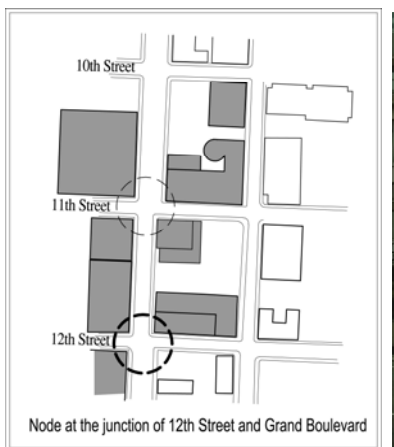 10th Street
11th Street
12th Street
Node at the junction of 12th Street and Grand Boulevard